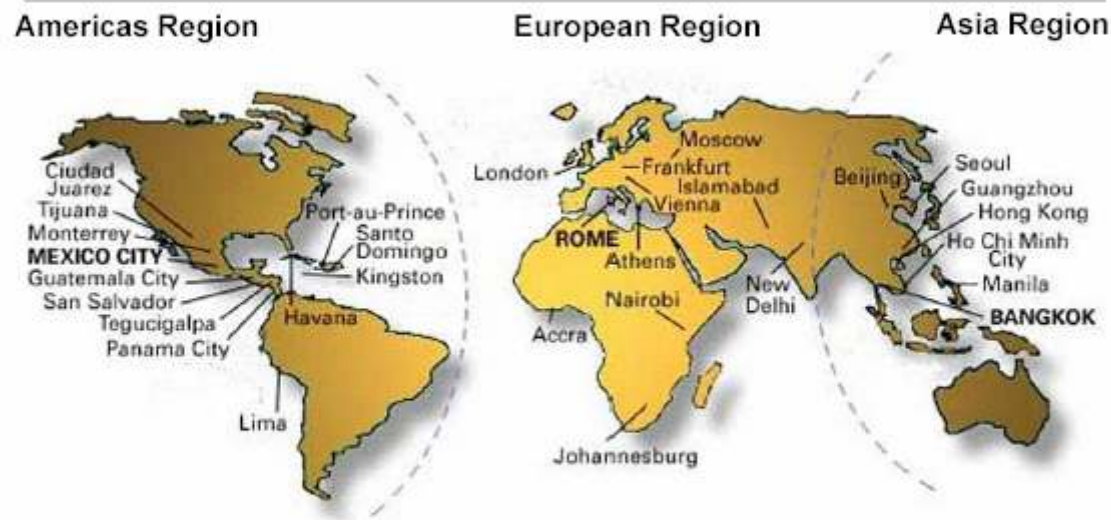 Americas Region
European Region
Asia Region
Ciudad
Juarez
Tijuana
Monterrey
MEXICO CITY
Guatemala City
San Salvador
Tegucigalpa
Panama City
Lima
Port-au-Prince
Santo
Domingo
Kingston
Havana
London
Moscow
Frankfurt
Islamabad
Vienna
ROME
Athens
Nairobi
Accra
New
Delhi
Johannesburg
Beijing
Seoul
Guangzhou
Hong Kong
Ho Chi Minh
City
Manila
BANGKOK